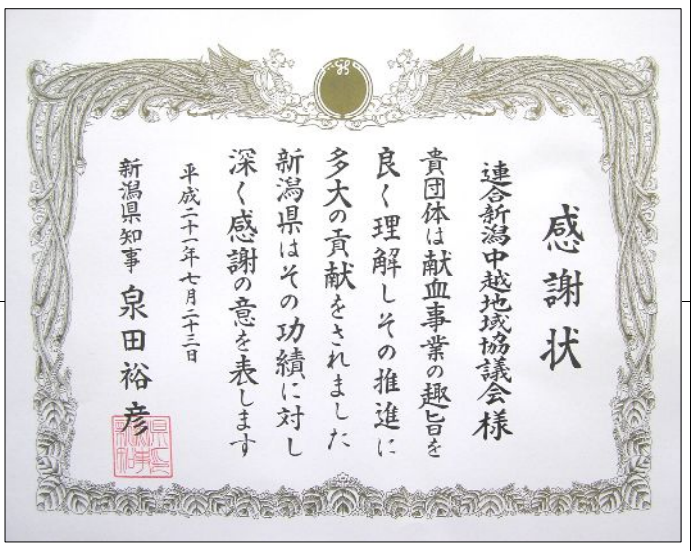 感謝状
連合新潟中越地域協議会様
貴団体は献血事業の趣旨を
良く理解しその推進に
多大の貢献をされました
新潟県はその功績に対し
深く感謝の意を表します
平成二十一年七月二十三日
新潟県知事 泉田裕彦